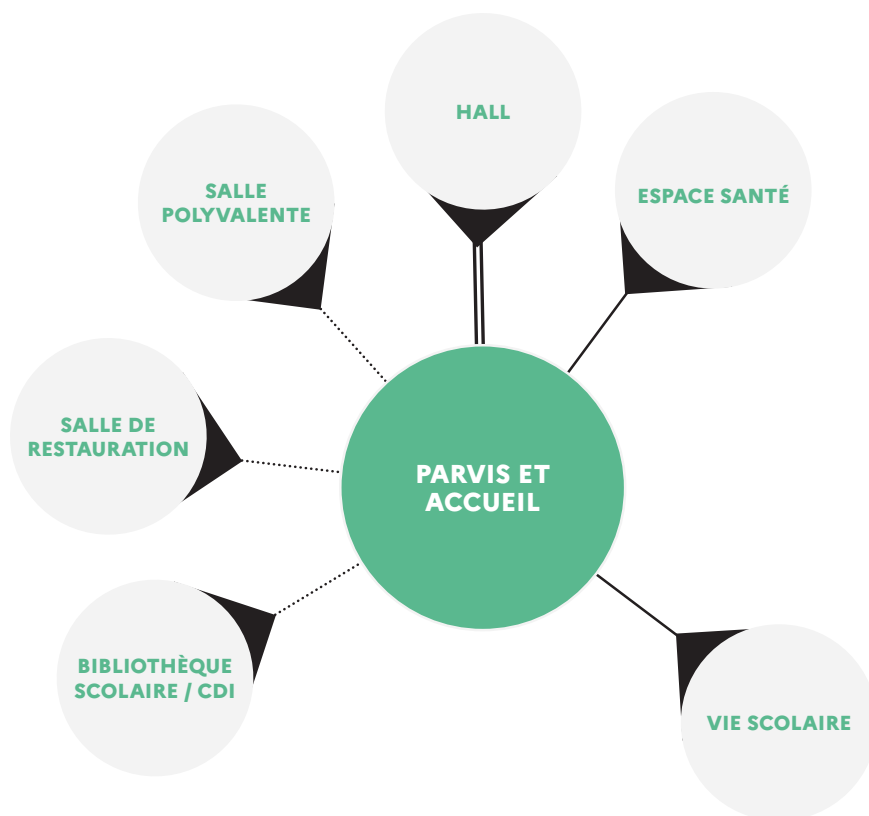 HALL
SALLE
POLYVALENTE
ESPACE SANTÉ
SALLE DE
RESTAURATION
PARVIS ET
ACCUEIL
BIBLIOTHÈQUE
SCOLAIRE / CDI
VIE SCOLAIRE